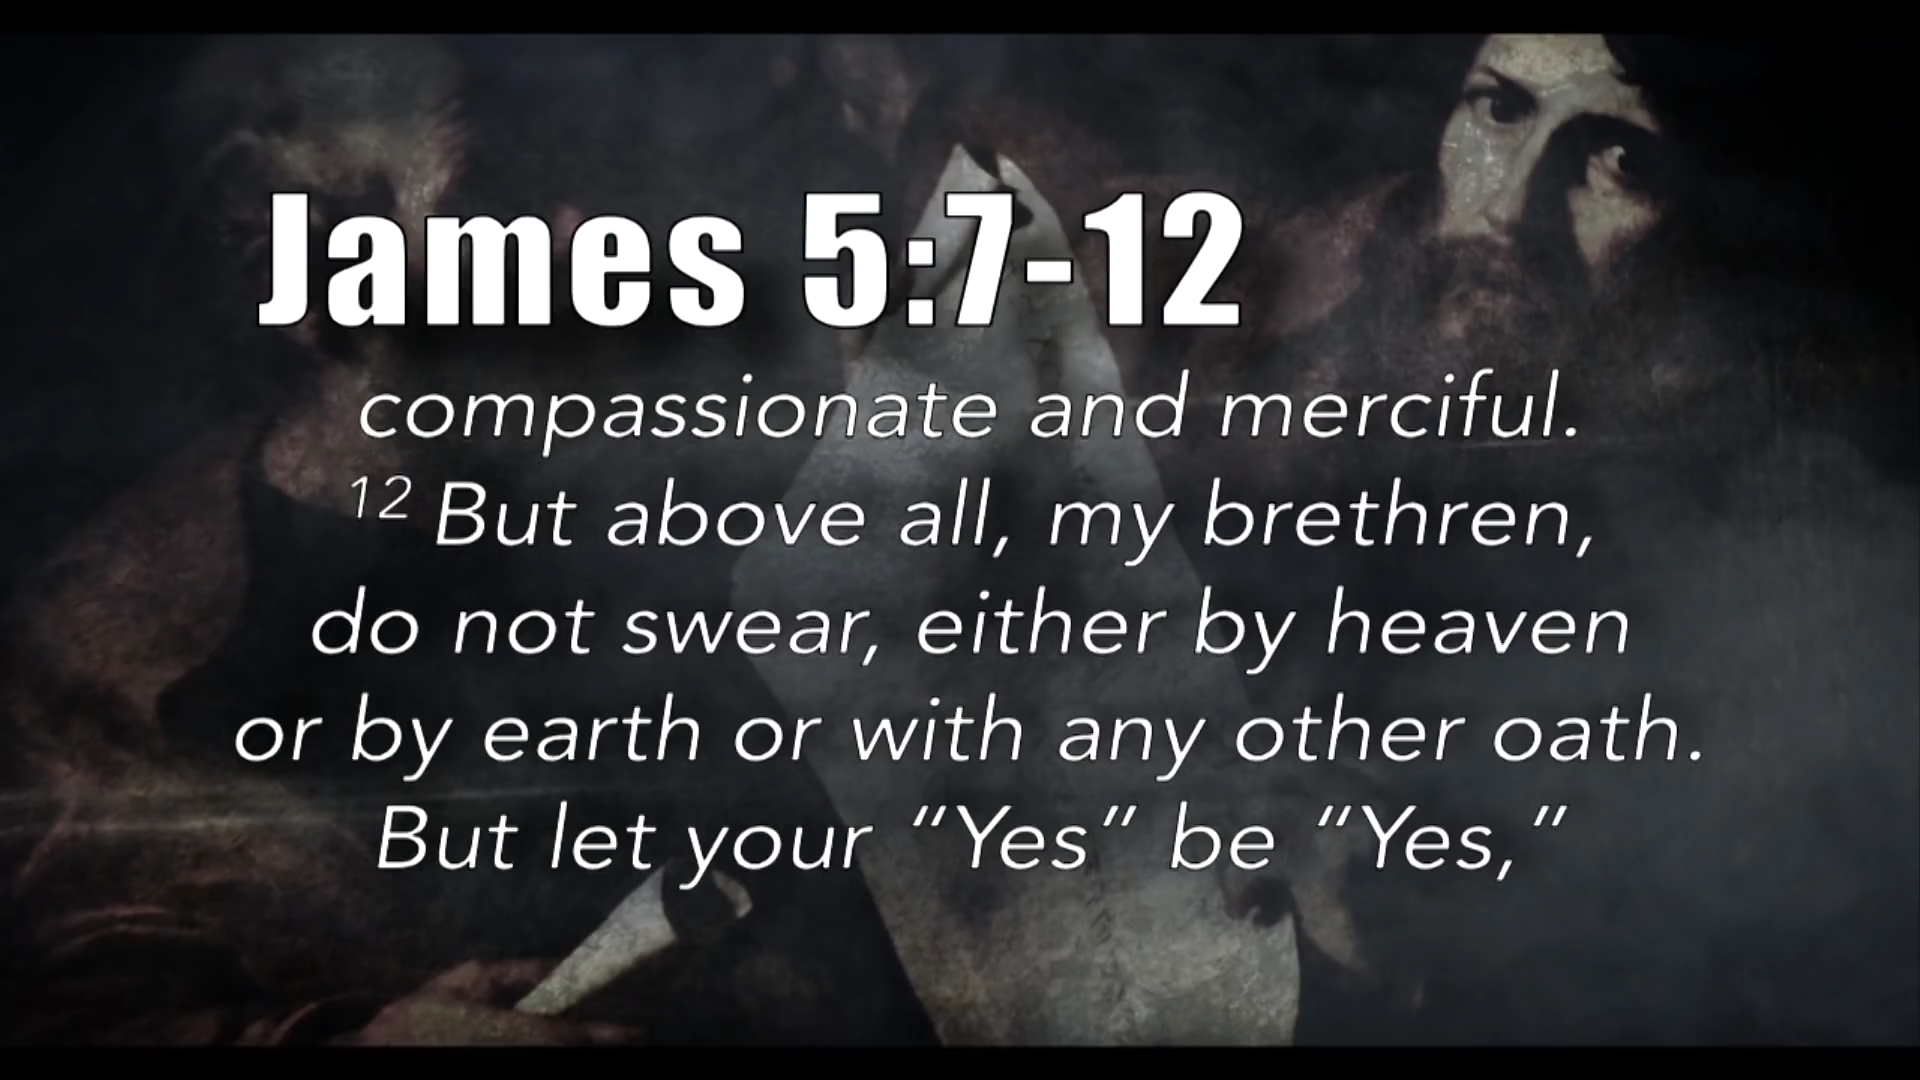 James 5:7-12
compassionate and merciful.
12 But above all, my brethren,
do not swear, either by heaven
or by earth or with any other oath.
But let your “Yes” be “Yes,”